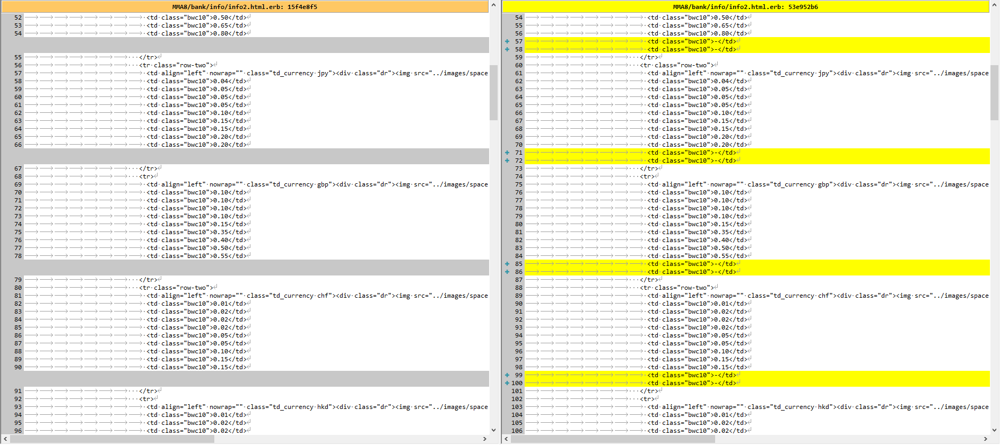 MMA8/bank/info/info2.html.erb: 15f4e8f5
52 <td class="bwc10">0.50</td>
53 <td class="bwc10">0.65</td>
54 <td class="bwc10">0.80</td>
55 </tr>
56 <tr class="row-two">
57 <td align="left" nowrap="" class="td_currency jpy"><div class="dr"><img src="../images/space
58 <td class="bwc10">0.04</td>
59 <td class="bwc10">0.05</td>
60 <td class="bwc10">0.05</td>
61 <td class="bwc10">0.05</td>
62 <td class="bwc10">0.10</td>
63 <td class="bwc10">0.15</td>
64 <td class="bwc10">0.15</td>
65 <td class="bwc10">0.20</td>
66 <td class="bwc10">0.20</td>
67 </tr>
68 <tr>
69 <td align="left" nowrap="" class="td_currency gbp"><div class="dr"><img src="../images/space
70 <td class="bwc10">0.10</td>
71 <td class="bwc10">0.10</td>
72 <td class="bwc10">0.10</td>
73 <td class="bwc10">0.10</td>
74 <td class="bwc10">0.15</td>
75 <td class="bwc10">0.35</td>
76 <td class="bwc10">0.40</td>
77 <td class="bwc10">0.50</td>
78 <td class="bwc10">0.55</td>
79 </tr>
80 <tr class="row-two">
81 <td align="left" nowrap="" class="td_currency chf"><div class="dr"><img src="../images/space
82 <td class="bwc10">0.01</td>
83 <td class="bwc10">0.02</td>
84 <td class="bwc10">0.02</td>
85 <td class="bwc10">0.02</td>
86 <td class="bwc10">0.05</td>
87 <td class="bwc10">0.05</td>
88 <td class="bwc10">0.10</td>
89 <td class="bwc10">0.15</td>
90 <td class="bwc10">0.15</td>
91 </tr>
92 <tr>
93 <td align="left" nowrap="" class="td_currency hkd"><div class="dr"><img src="../images/space
94 <td class="bwc10">0.01</td>
95 <td class="bwc10">0.02</td>
96 <td class="bwc10">0.02</td>
MMA8/bank/info/info2.html.erb: 53e952b6
54 <td class="bwc10">0.50</td>
55 <td class="bwc10">0.65</td>
56 <td class="bwc10">0.80</td>
+ 57 <td class="bwc10">-</td>
+ 58 <td class="bwc10">-</td>
59 </tr>
60 <tr class="row-two">
61 <td align="left" nowrap="" class="td_currency jpy"><div class="dr"><img src="../images/space
62 <td class="bwc10">0.04</td>
63 <td class="bwc10">0.05</td>
64 <td class="bwc10">0.05</td>
65 <td class="bwc10">0.05</td>
66 <td class="bwc10">0.10</td>
67 <td class="bwc10">0.15</td>
68 <td class="bwc10">0.15</td>
69 <td class="bwc10">0.20</td>
70 <td class="bwc10">0.20</td>
+ 71 <td class="bwc10">-</td>
+ 72 <td class="bwc10">-</td>
73 </tr>
74 <tr>
75 <td align="left" nowrap="" class="td_currency gbp"><div class="dr"><img src="../images/space
76 <td class="bwc10">0.10</td>
77 <td class="bwc10">0.10</td>
78 <td class="bwc10">0.10</td>
79 <td class="bwc10">0.10</td>
80 <td class="bwc10">0.15</td>
81 <td class="bwc10">0.35</td>
82 <td class="bwc10">0.40</td>
83 <td class="bwc10">0.50</td>
84 <td class="bwc10">0.55</td>
+ 85 <td class="bwc10">-</td>
+ 86 <td class="bwc10">-</td>
87 </tr>
88 <tr class="row-two">
89 <td align="left" nowrap="" class="td_currency chf"><div class="dr"><img src="../images/space
90 <td class="bwc10">0.01</td>
91 <td class="bwc10">0.02</td>
92 <td class="bwc10">0.02</td>
93 <td class="bwc10">0.02</td>
94 <td class="bwc10">0.05</td>
95 <td class="bwc10">0.05</td>
96 <td class="bwc10">0.10</td>
97 <td class="bwc10">0.15</td>
98 <td class="bwc10">0.15</td>
+ 99 <td class="bwc10">-</td>
+ 100 <td class="bwc10">-</td>
101 </tr>
102 <tr>
103 <td align="left" nowrap="" class="td_currency hkd"><div class="dr"><img src="../images/space
104 <td class="bwc10">0.01</td>
105 <td class="bwc10">0.02</td>
106 <td class="bwc10">0.02</td>